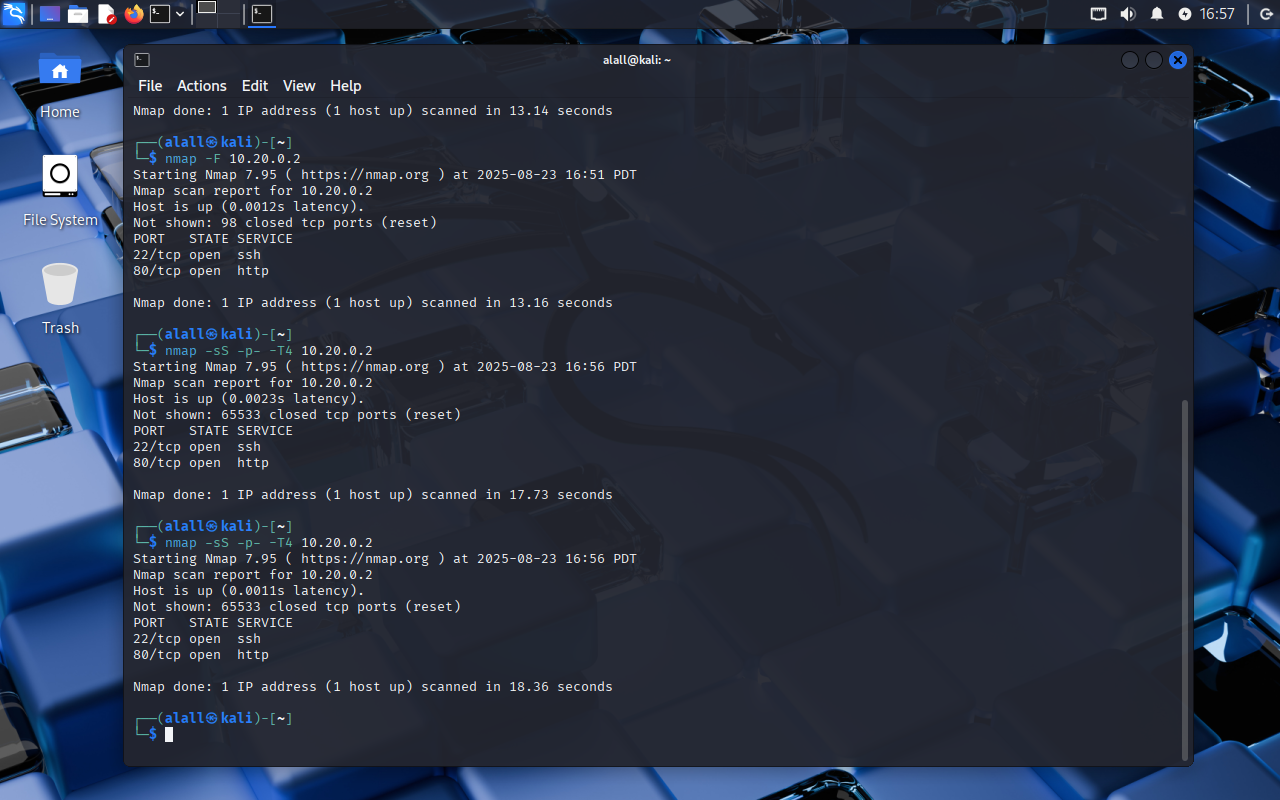 16:57
Home
File System
Trash
alall@kali: ~
File Actions Edit View Help
Nmap done: 1 IP address (1 host up) scanned in 13.14 seconds
┌──(alall㉿kali)-[~]
└─$ nmap -F 10.20.0.2
Starting Nmap 7.95 ( https://nmap.org ) at 2025-08-23 16:51 PDT
Nmap scan report for 10.20.0.2
Host is up (0.0012s latency).
Not shown: 98 closed tcp ports (reset)
PORT   STATE SERVICE
22/tcp open  ssh
80/tcp open  http
Nmap done: 1 IP address (1 host up) scanned in 13.16 seconds
┌──(alall㉿kali)-[~]
└─$ nmap -sS -p- -T4 10.20.0.2
Starting Nmap 7.95 ( https://nmap.org ) at 2025-08-23 16:56 PDT
Nmap scan report for 10.20.0.2
Host is up (0.0023s latency).
Not shown: 65533 closed tcp ports (reset)
PORT   STATE SERVICE
22/tcp open  ssh
80/tcp open  http
Nmap done: 1 IP address (1 host up) scanned in 17.73 seconds
┌──(alall㉿kali)-[~]
└─$ nmap -sS -p- -T4 10.20.0.2
Starting Nmap 7.95 ( https://nmap.org ) at 2025-08-23 16:56 PDT
Nmap scan report for 10.20.0.2
Host is up (0.0011s latency).
Not shown: 65533 closed tcp ports (reset)
PORT   STATE SERVICE
22/tcp open  ssh
80/tcp open  http
Nmap done: 1 IP address (1 host up) scanned in 18.36 seconds
┌──(alall㉿kali)-[~]
└─$